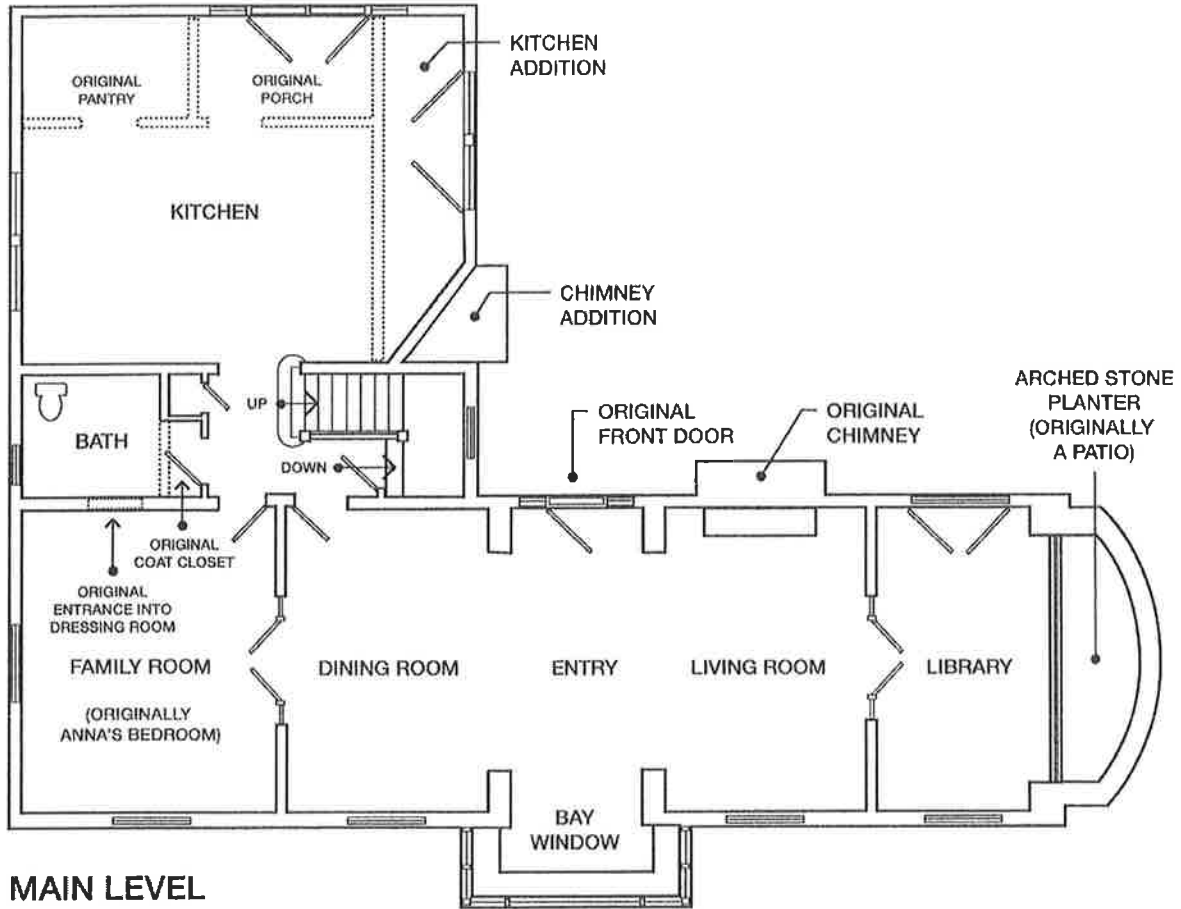 KITCHEN
ADDITION
ORIGINAL
PANTRY
ORIGINAL
PORCH
KITCHEN
CHIMNEY
ADDITION
ARCHED STONE
PLANTER
(ORIGINALLY
A PATIO)
UP
ORIGINAL
FRONT DOOR
ORIGINAL
CHIMNEY
BATH
DOWN
ORIGINAL
COAT CLOSET
ORIGINAL
ENTRANCE INTO
DRESSING ROOM
FAMILY ROOM
(ORIGINALLY
ANNA'S BEDROOM)
DINING ROOM
ENTRY
LIVING ROOM
LIBRARY
BAY
WINDOW
MAIN LEVEL